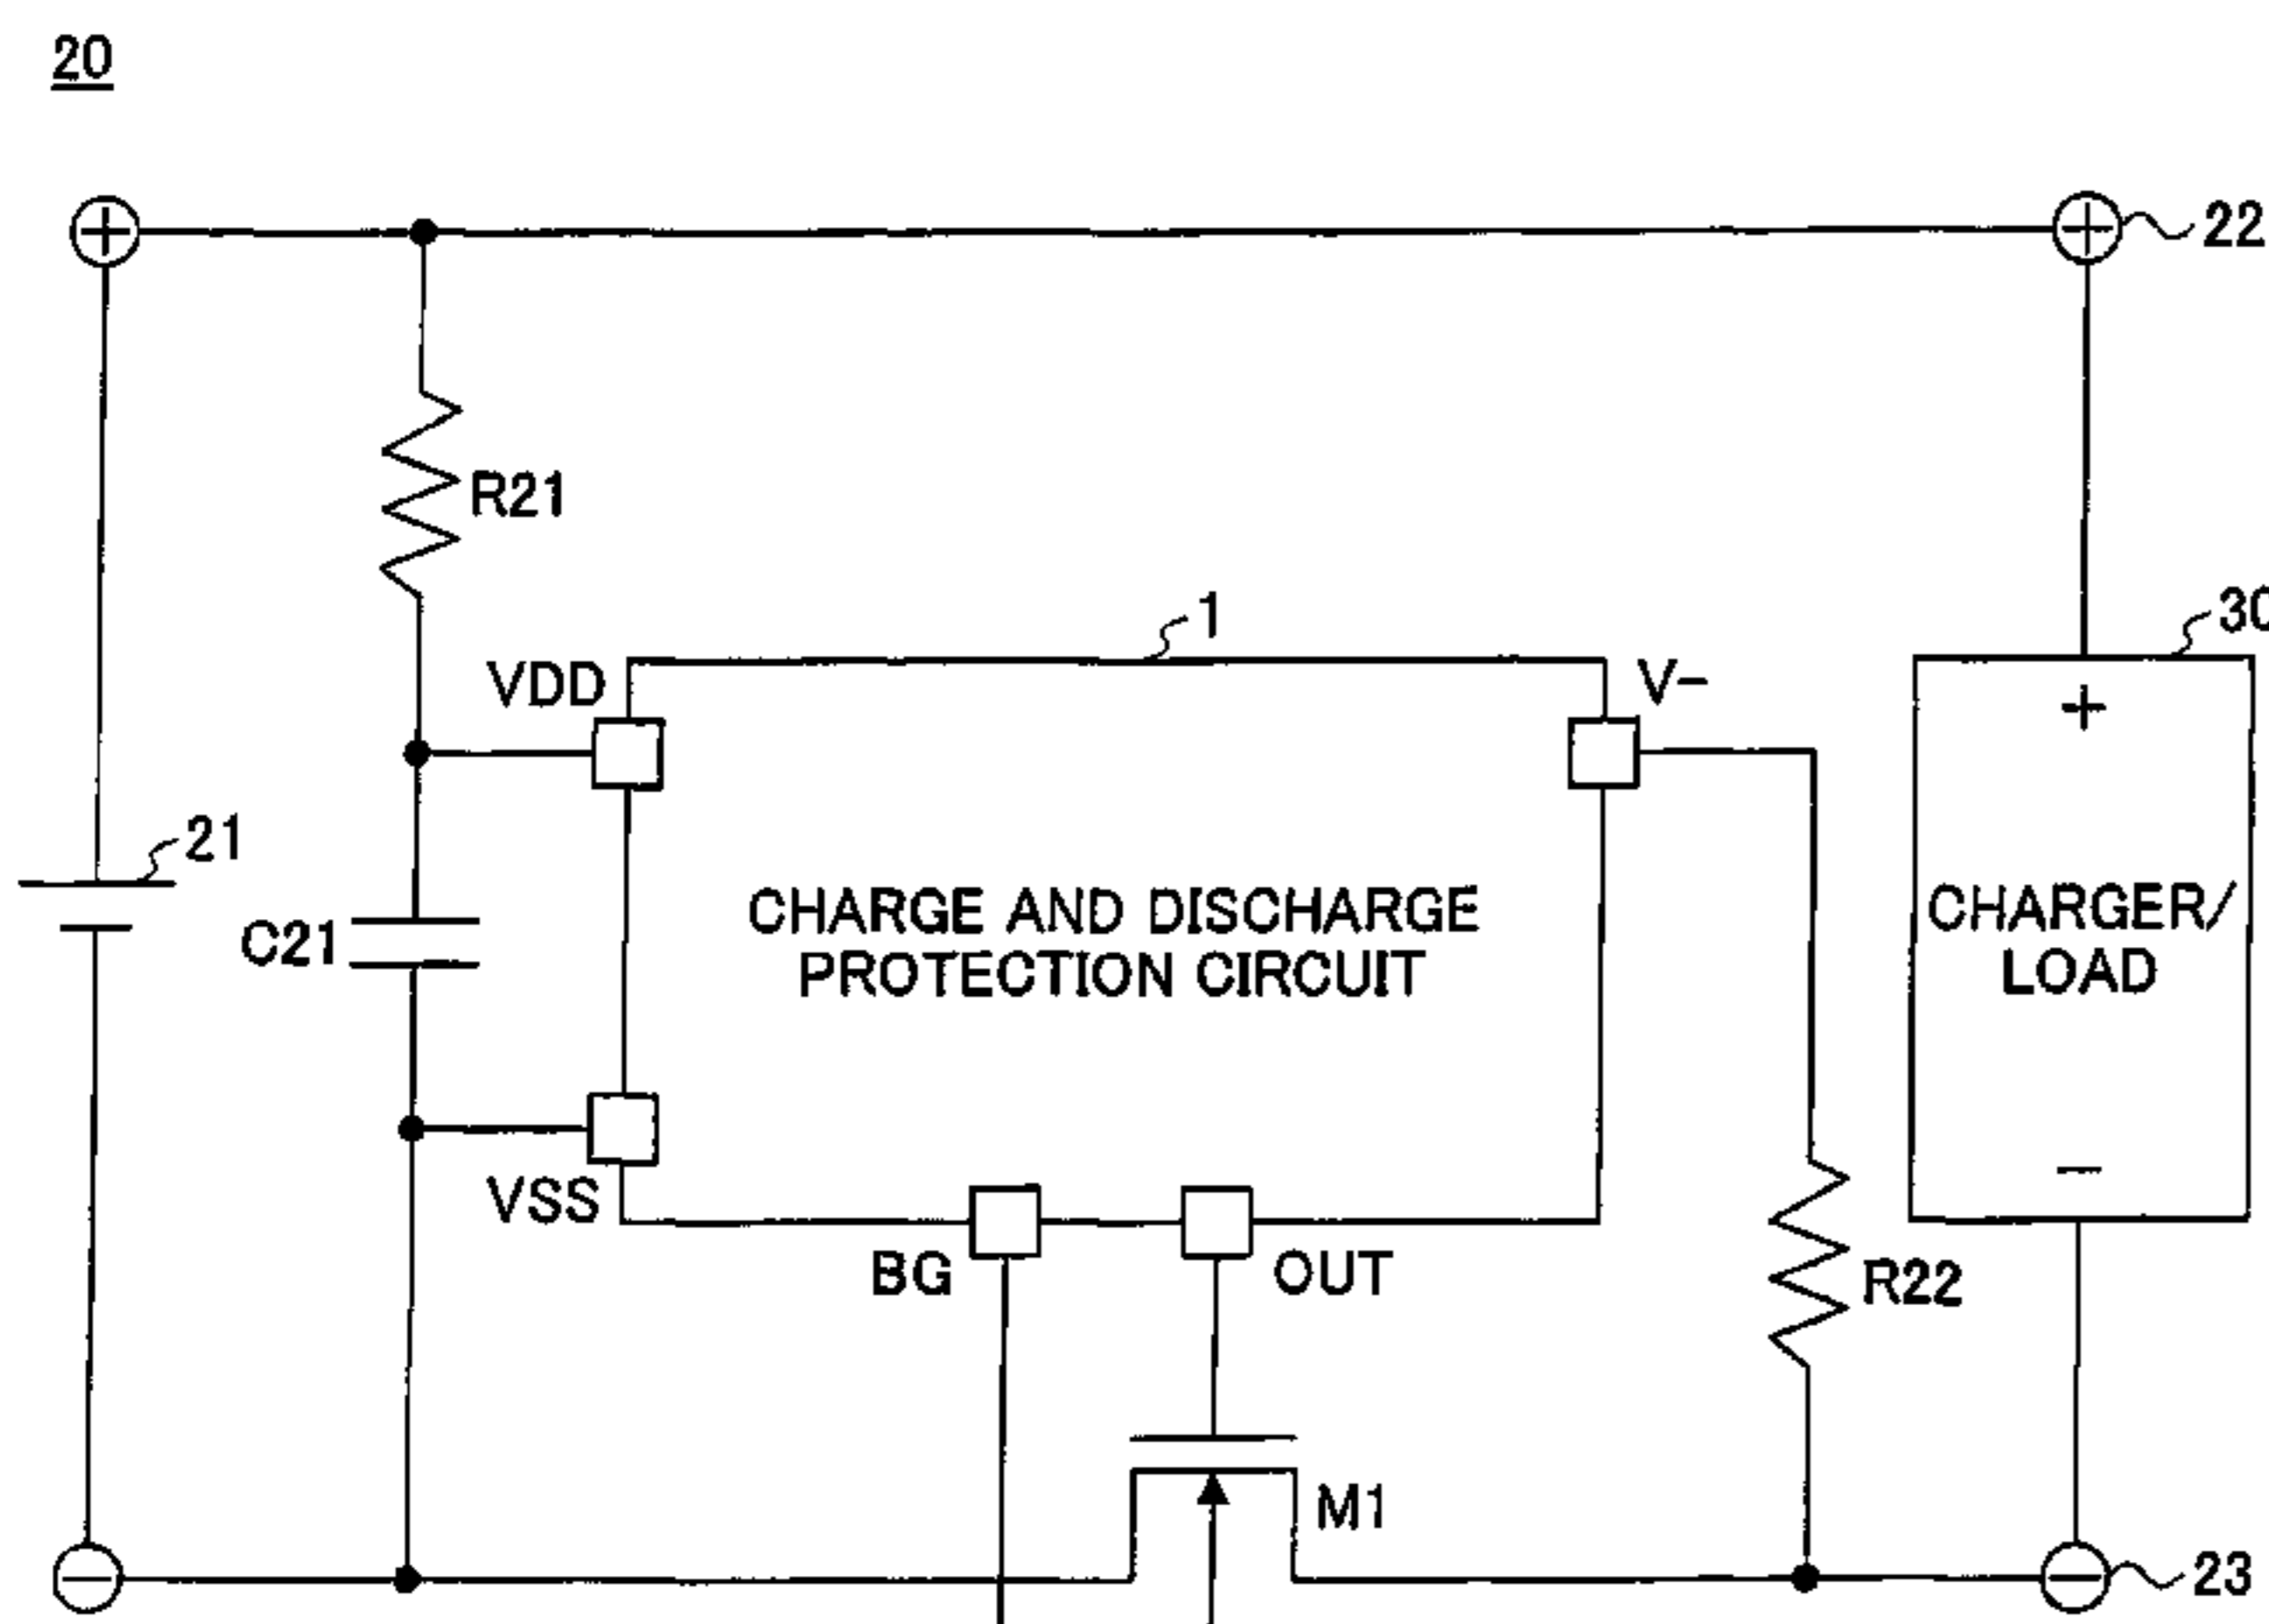 20
22
R21
1
30
VDD
V-
+
21
C21
CHARGE AND DISCHARGE
PROTECTION CIRCUIT
CHARGER/
LOAD
VSS
BG
OUT
R22
M1
23